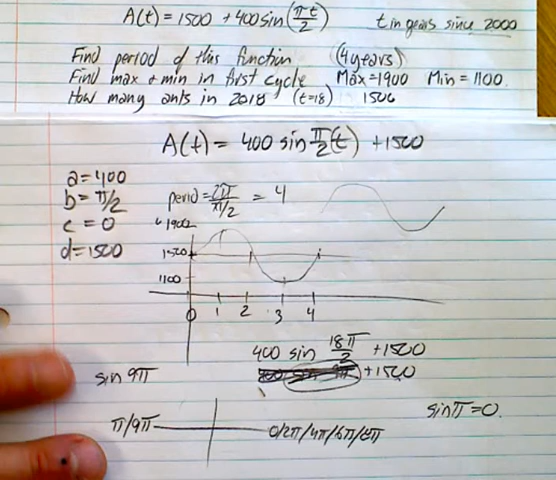 A(t) = 1500 + 400 sin(πt/2) t in years since 2000
Find period of this function (4 years)
Find max + min in first cycle Max = 1900 Min = 1100.
How many ants in 2018 (t=18) 1500
A(t) = 400 sin π/2(t) + 1500
a = 400
b = π/2
c = 0
d = 1500
period = 2π/π/2 = 4
1900
1500
1100
0 1 2 3 4
400 sin 18π/2 + 1500
+ 1500
sin 9π
sin π = 0.
π/9π 0/2π/4π/6π/8π